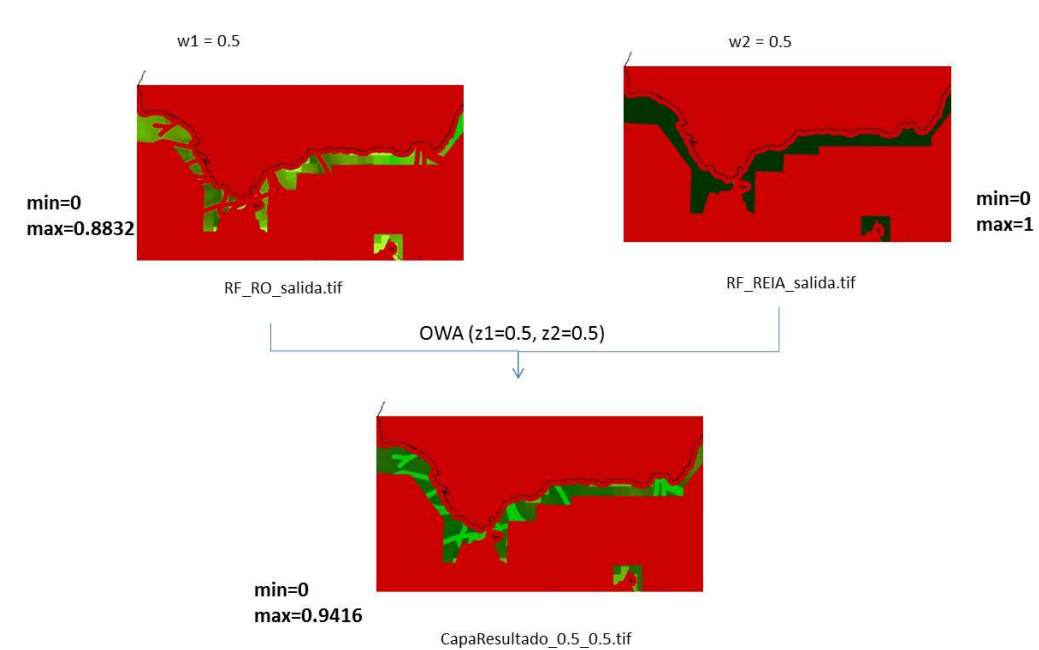 w1 = 0.5
w2 = 0.5
min=0
max=0.8832
min=0
max=1
RF_RO_salida.tif
RF_REIA_salida.tif
OWA (z1=0.5, z2=0.5)
min=0
max=0.9416
CapaResultado_0.5_0.5.tif